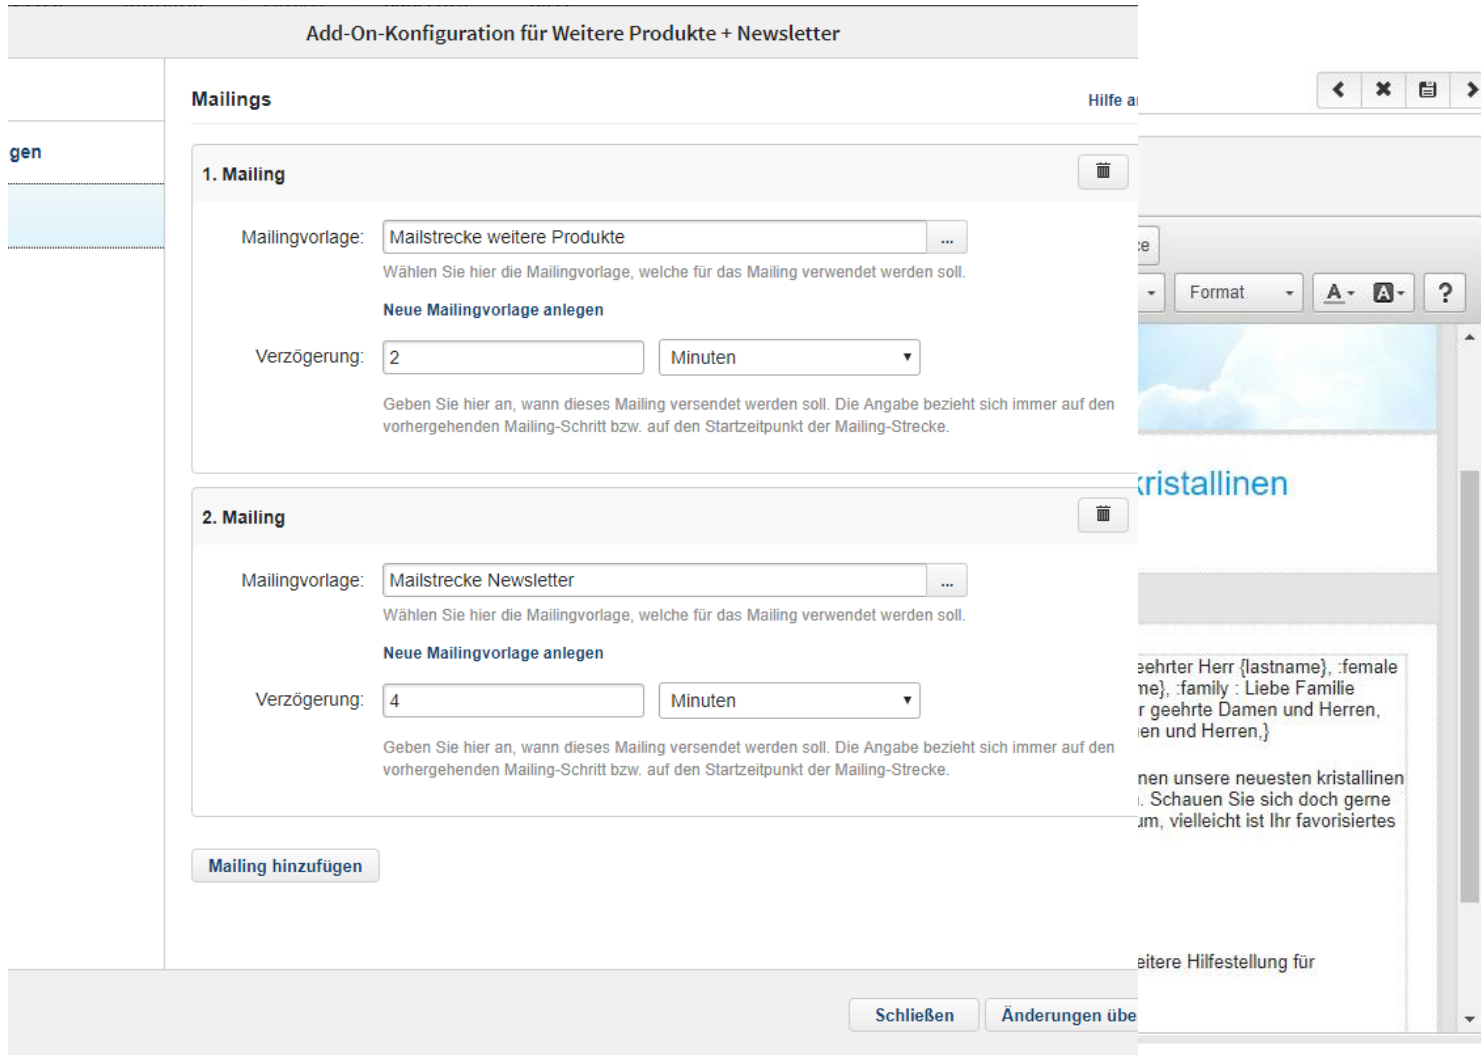 Add-On-Konfiguration für Weitere Produkte + Newsletter
gen
Mailings
Hilfe
1. Mailing
Mailingvorlage:
Mailstrecke weitere Produkte
...
Wählen Sie hier die Mailingvorlage, welche für das Mailing verwendet werden soll.
Neue Mailingvorlage anlegen
Verzögerung:
2
Minuten
Geben Sie hier an, wann dieses Mailing versendet werden soll. Die Angabe bezieht sich immer auf den
vorhergehenden Mailing-Schritt bzw. auf den Startzeitpunkt der Mailing-Strecke.
2. Mailing
Mailingvorlage:
Mailstrecke Newsletter
...
Wählen Sie hier die Mailingvorlage, welche für das Mailing verwendet werden soll.
Neue Mailingvorlage anlegen
Verzögerung:
4
Minuten
Geben Sie hier an, wann dieses Mailing versendet werden soll. Die Angabe bezieht sich immer auf den
vorhergehenden Mailing-Schritt bzw. auf den Startzeitpunkt der Mailing-Strecke.
Mailing hinzufügen
Schließen
Änderungen übe
ce
Format
A
A
?
kristallinen
eehrter Herr {lastname}, :female
me}, :family : Liebe Familie
r geehrte Damen und Herren,
en und Herren,}
nen unsere neuesten kristallinen
. Schauen Sie sich doch gerne
um, vielleicht ist Ihr favorisiertes
eitere Hilfestellung für